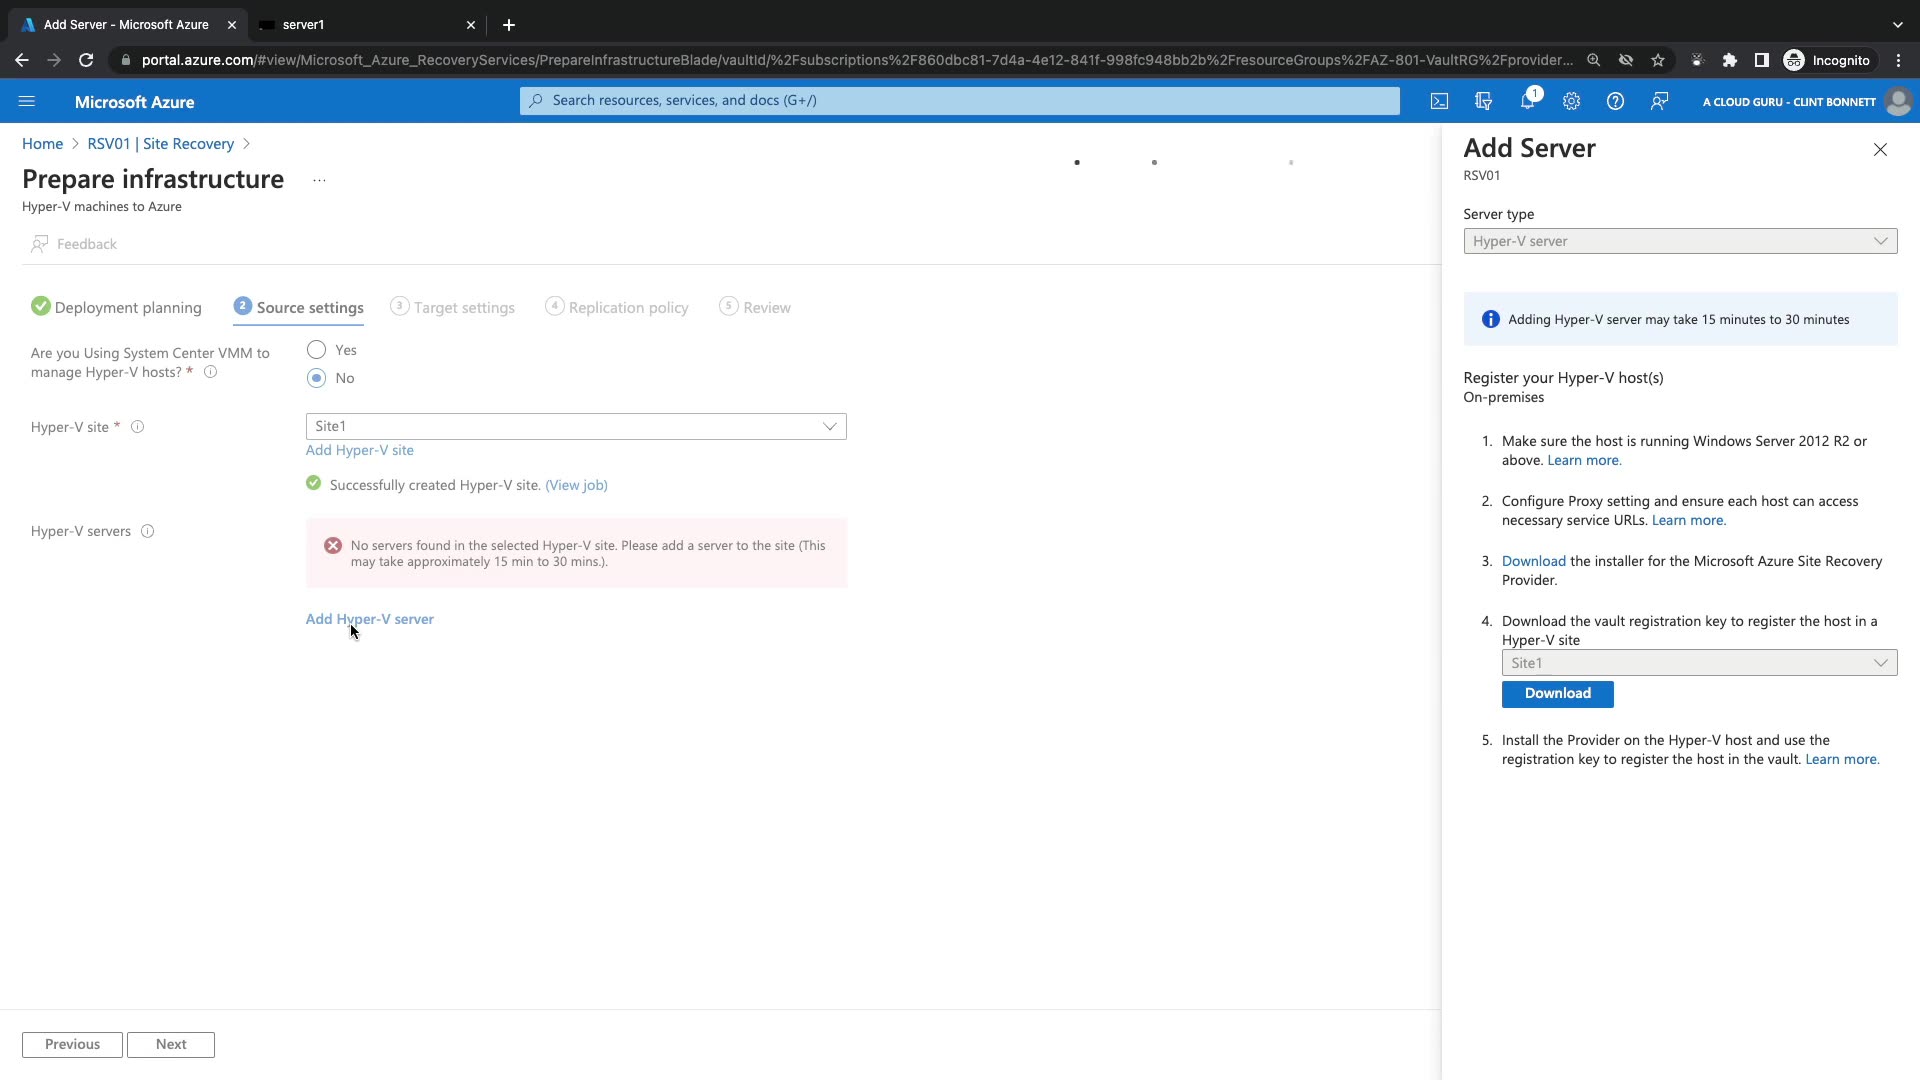 Add Server - Microsoft Azure
server1
portal.azure.com/#view/Microsoft_Azure_RecoveryServices/PrepareInfrastructureBlade/vaultId/%2Fsubscriptions%2F860dbc81-7d4a-4e12-841f-998fc948bb2b%2FresourceGroups%2FAZ-801-VaultRG%2Fprovider...
Incognito
Microsoft Azure
Search resources, services, and docs (G+/)
1
A CLOUD GURU - CLINT BONNETT
Home > RSV01 | Site Recovery >
Prepare infrastructure ...
Hyper-V machines to Azure
Feedback
Deployment planning
2 Source settings
3 Target settings
4 Replication policy
5 Review
Are you Using System Center VMM to
manage Hyper-V hosts? *
Yes
No
Hyper-V site *
Site1
Add Hyper-V site
Successfully created Hyper-V site. (View job)
Hyper-V servers
No servers found in the selected Hyper-V site. Please add a server to the site (This
may take approximately 15 min to 30 mins.).
Add Hyper-V server
Previous
Next
Add Server
RSV01
Server type
Hyper-V server
Adding Hyper-V server may take 15 minutes to 30 minutes
Register your Hyper-V host(s)
On-premises
1. Make sure the host is running Windows Server 2012 R2 or
above. Learn more.
2. Configure Proxy setting and ensure each host can access
necessary service URLs. Learn more.
3. Download the installer for the Microsoft Azure Site Recovery
Provider.
4. Download the vault registration key to register the host in a
Hyper-V site
Site1
Download
5. Install the Provider on the Hyper-V host and use the
registration key to register the host in the vault. Learn more.